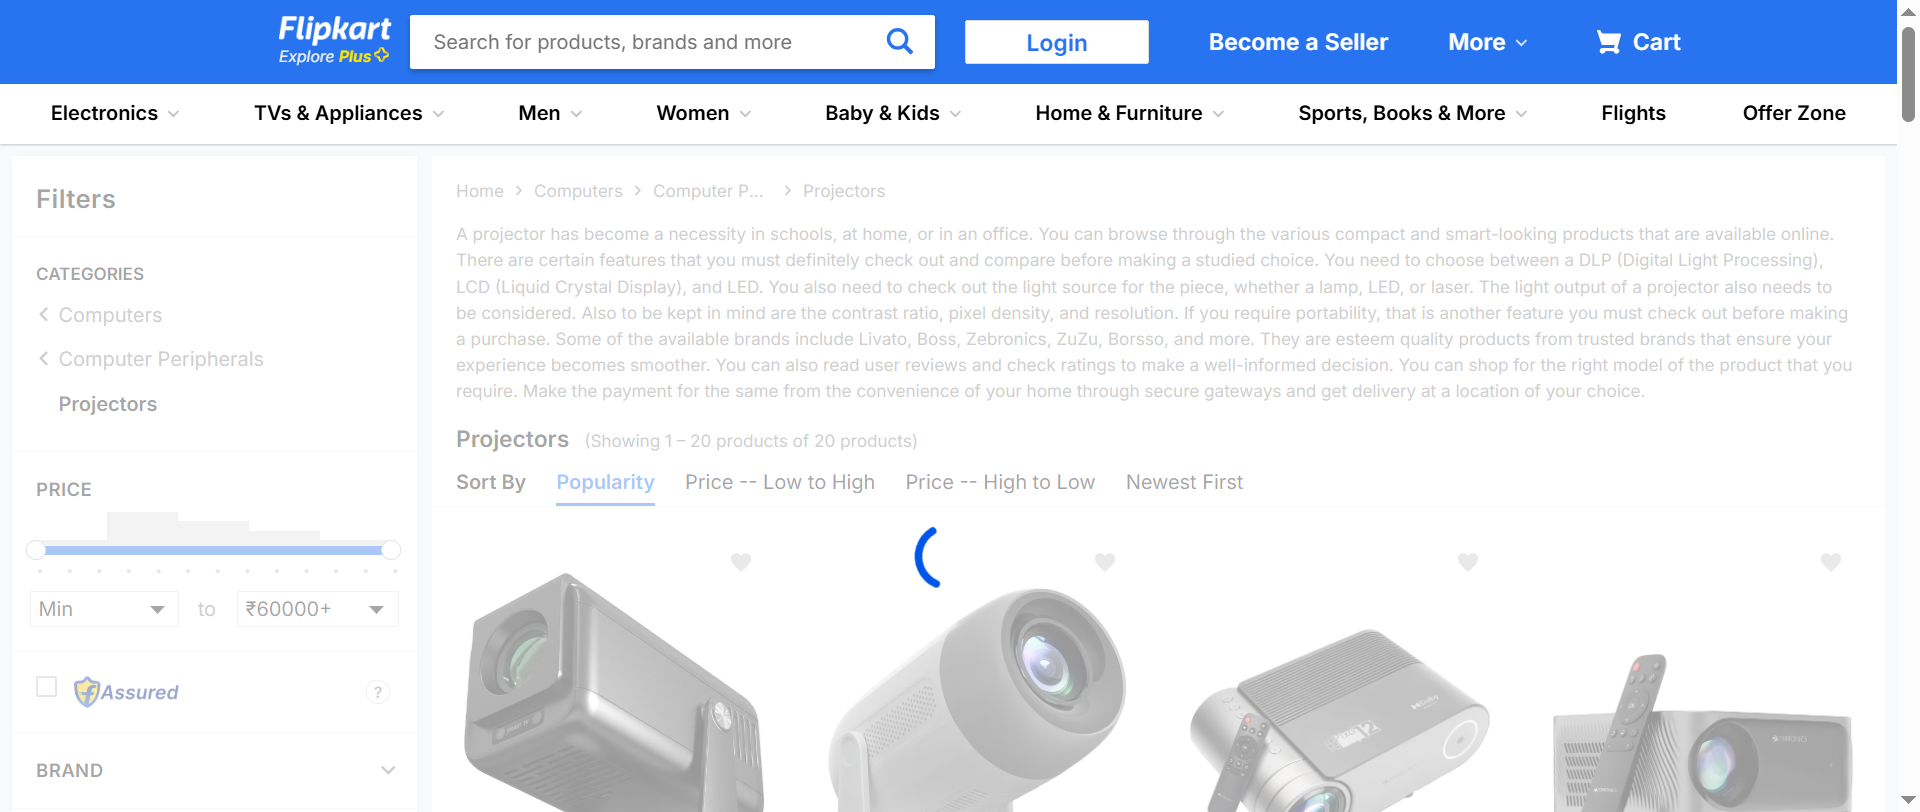 Flipkart
Explore Plus
Search for products, brands and more
Login
Become a Seller
More
Cart
Electronics
TVs & Appliances
Men
Women
Baby & Kids
Home & Furniture
Sports, Books & More
Flights
Offer Zone
Filters
CATEGORIES
Computers
Computer Peripherals
Projectors
PRICE
Min
to
₹60000+
Assured
?
BRAND
Home
Computers
Computer P...
Projectors
A projector has become a necessity in schools, at home, or in an office. You can browse through the various compact and smart-looking products that are available online.
There are certain features that you must definitely check out and compare before making a studied choice. You need to choose between a DLP (Digital Light Processing),
LCD (Liquid Crystal Display), and LED. You also need to check out the light source for the piece, whether a lamp, LED, or laser. The light output of a projector also needs to
be considered. Also to be kept in mind are the contrast ratio, pixel density, and resolution. If you require portability, that is another feature you must check out before making
a purchase. Some of the available brands include Livato, Boss, Zebronics, ZuZu, Borsso, and more. They are esteem quality products from trusted brands that ensure your
experience becomes smoother. You can also read user reviews and check ratings to make a well-informed decision. You can shop for the right model of the product that you
require. Make the payment for the same from the convenience of your home through secure gateways and get delivery at a location of your choice.
Projectors (Showing 1 – 20 products of 20 products)
Sort By
Popularity
Price -- Low to High
Price -- High to Low
Newest First